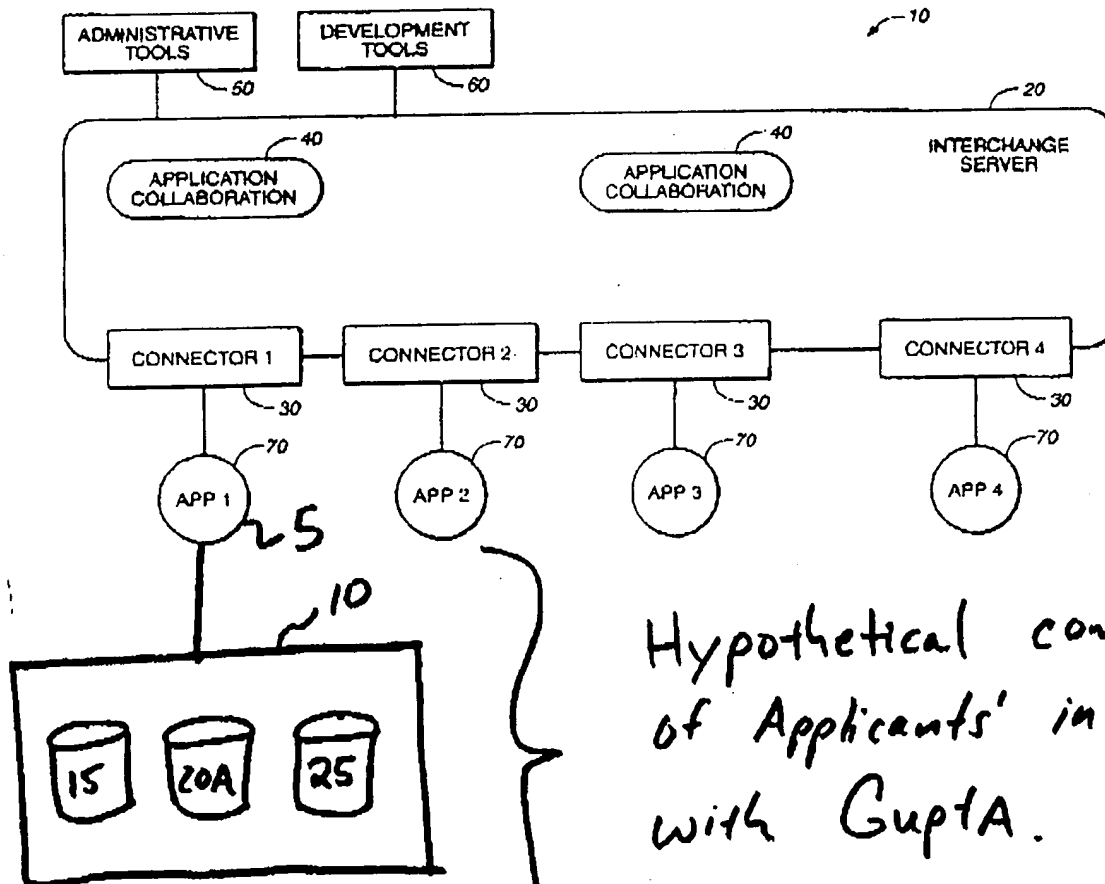 10
ADMINISTRATIVE
TOOLS
50
DEVELOPMENT
TOOLS
60
20
INTERCHANGE
SERVER
40
APPLICATION
COLLABORATION
40
APPLICATION
COLLABORATION
CONNECTOR 1
CONNECTOR 2
CONNECTOR 3
CONNECTOR 4
30
30
30
30
70
70
70
70
APP 1
APP 2
APP 3
APP 4
5
10
15
20A
25
Hypothetical
of Applicants' in
with GuptA.